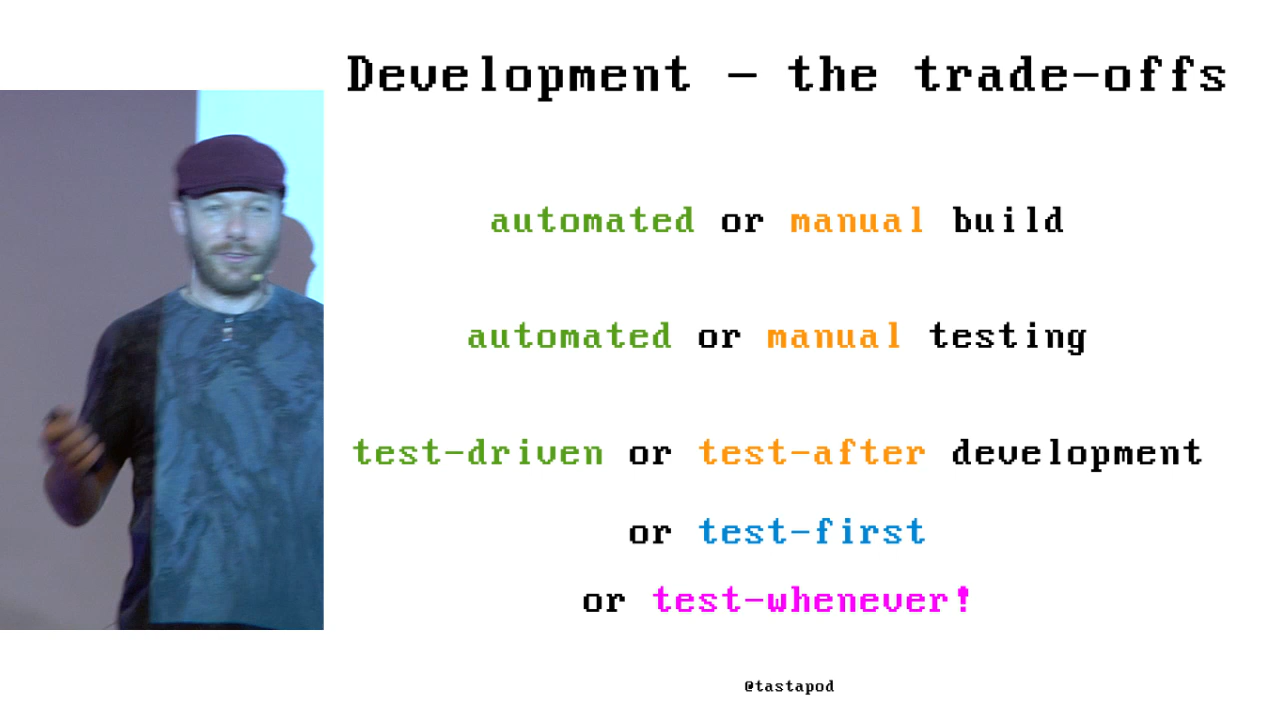 Development - the trade-offs
automated or manual build
automated or manual testing
test-driven or test-after development
or test-first
or test-whenever!
@tastapod